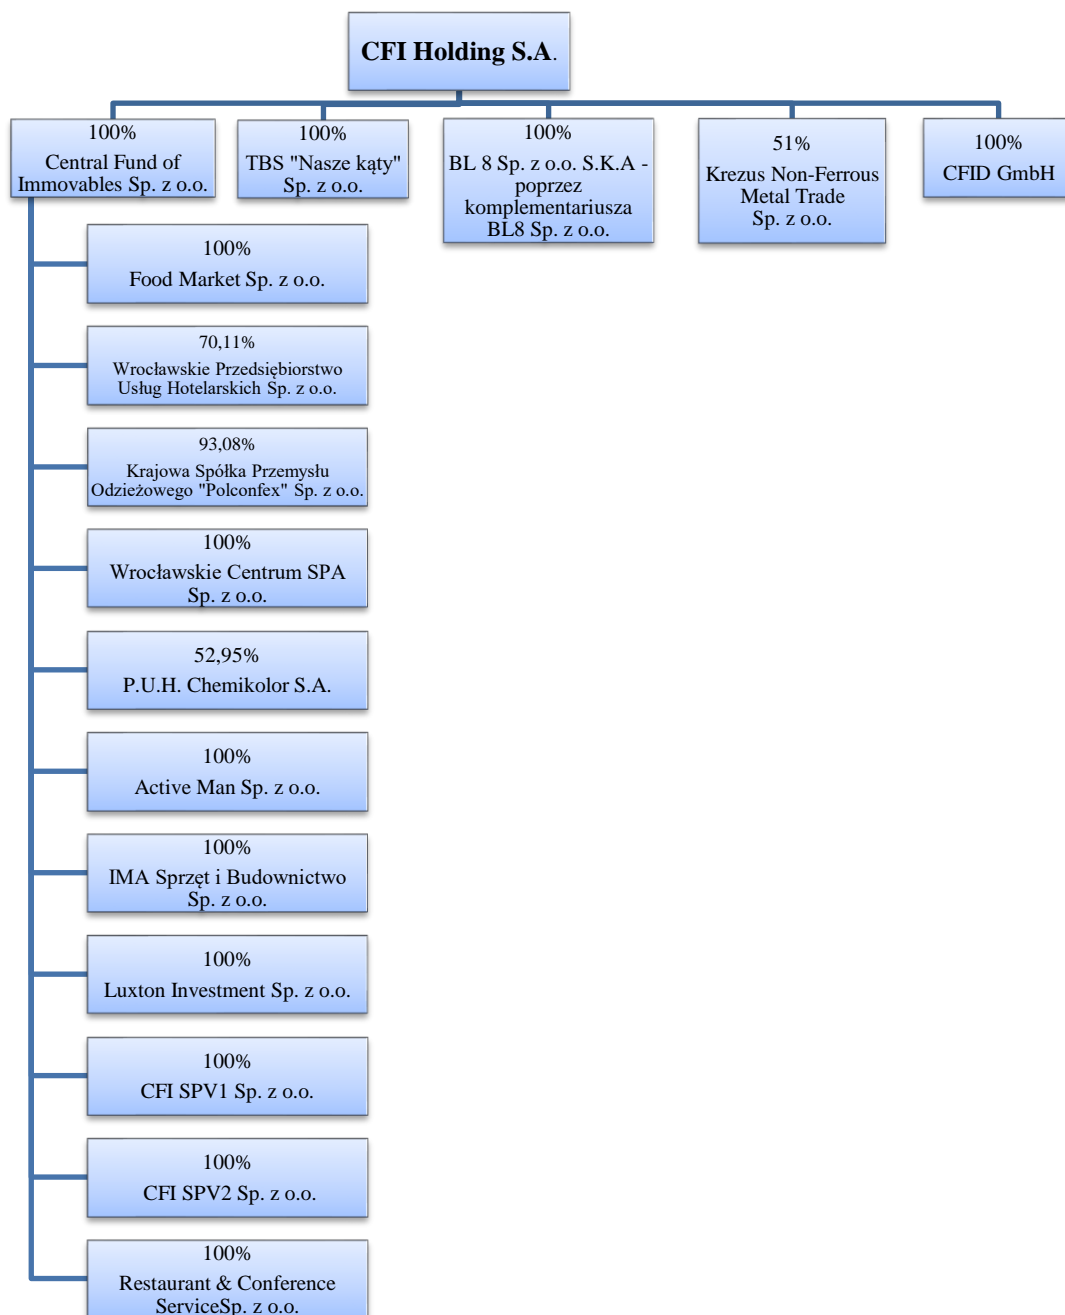 CFI Holding S.A.
100%
Central Fund of
Immovables Sp. z o.o.
100%
TBS "Nasze kąty"
Sp. z o.o.
100%
BL 8 Sp. z o.o. S.K.A -
poprzez
komplementariusza
BL8 Sp. z o.o.
51%
Krezus Non-Ferrous
Metal Trade
Sp. z o.o.
100%
CFID GmbH
100%
Food Market Sp. z o.o.
70,11%
Wrocławskie Przedsiębiorstwo
Usług Hotelarskich Sp. z o.o.
93,08%
Krajowa Spółka Przemysłu
Odzieżowego "Polconfex" Sp. z o.o.
100%
Wrocławskie Centrum SPA
Sp. z o.o.
52,95%
P.U.H. Chemikolor S.A.
100%
Active Man Sp. z o.o.
100%
IMA Sprzęt i Budownictwo
Sp. z o.o.
100%
Luxton Investment Sp. z o.o.
100%
CFI SPV1 Sp. z o.o.
100%
CFI SPV2 Sp. z o.o.
100%
Restaurant & Conference
ServiceSp. z o.o.